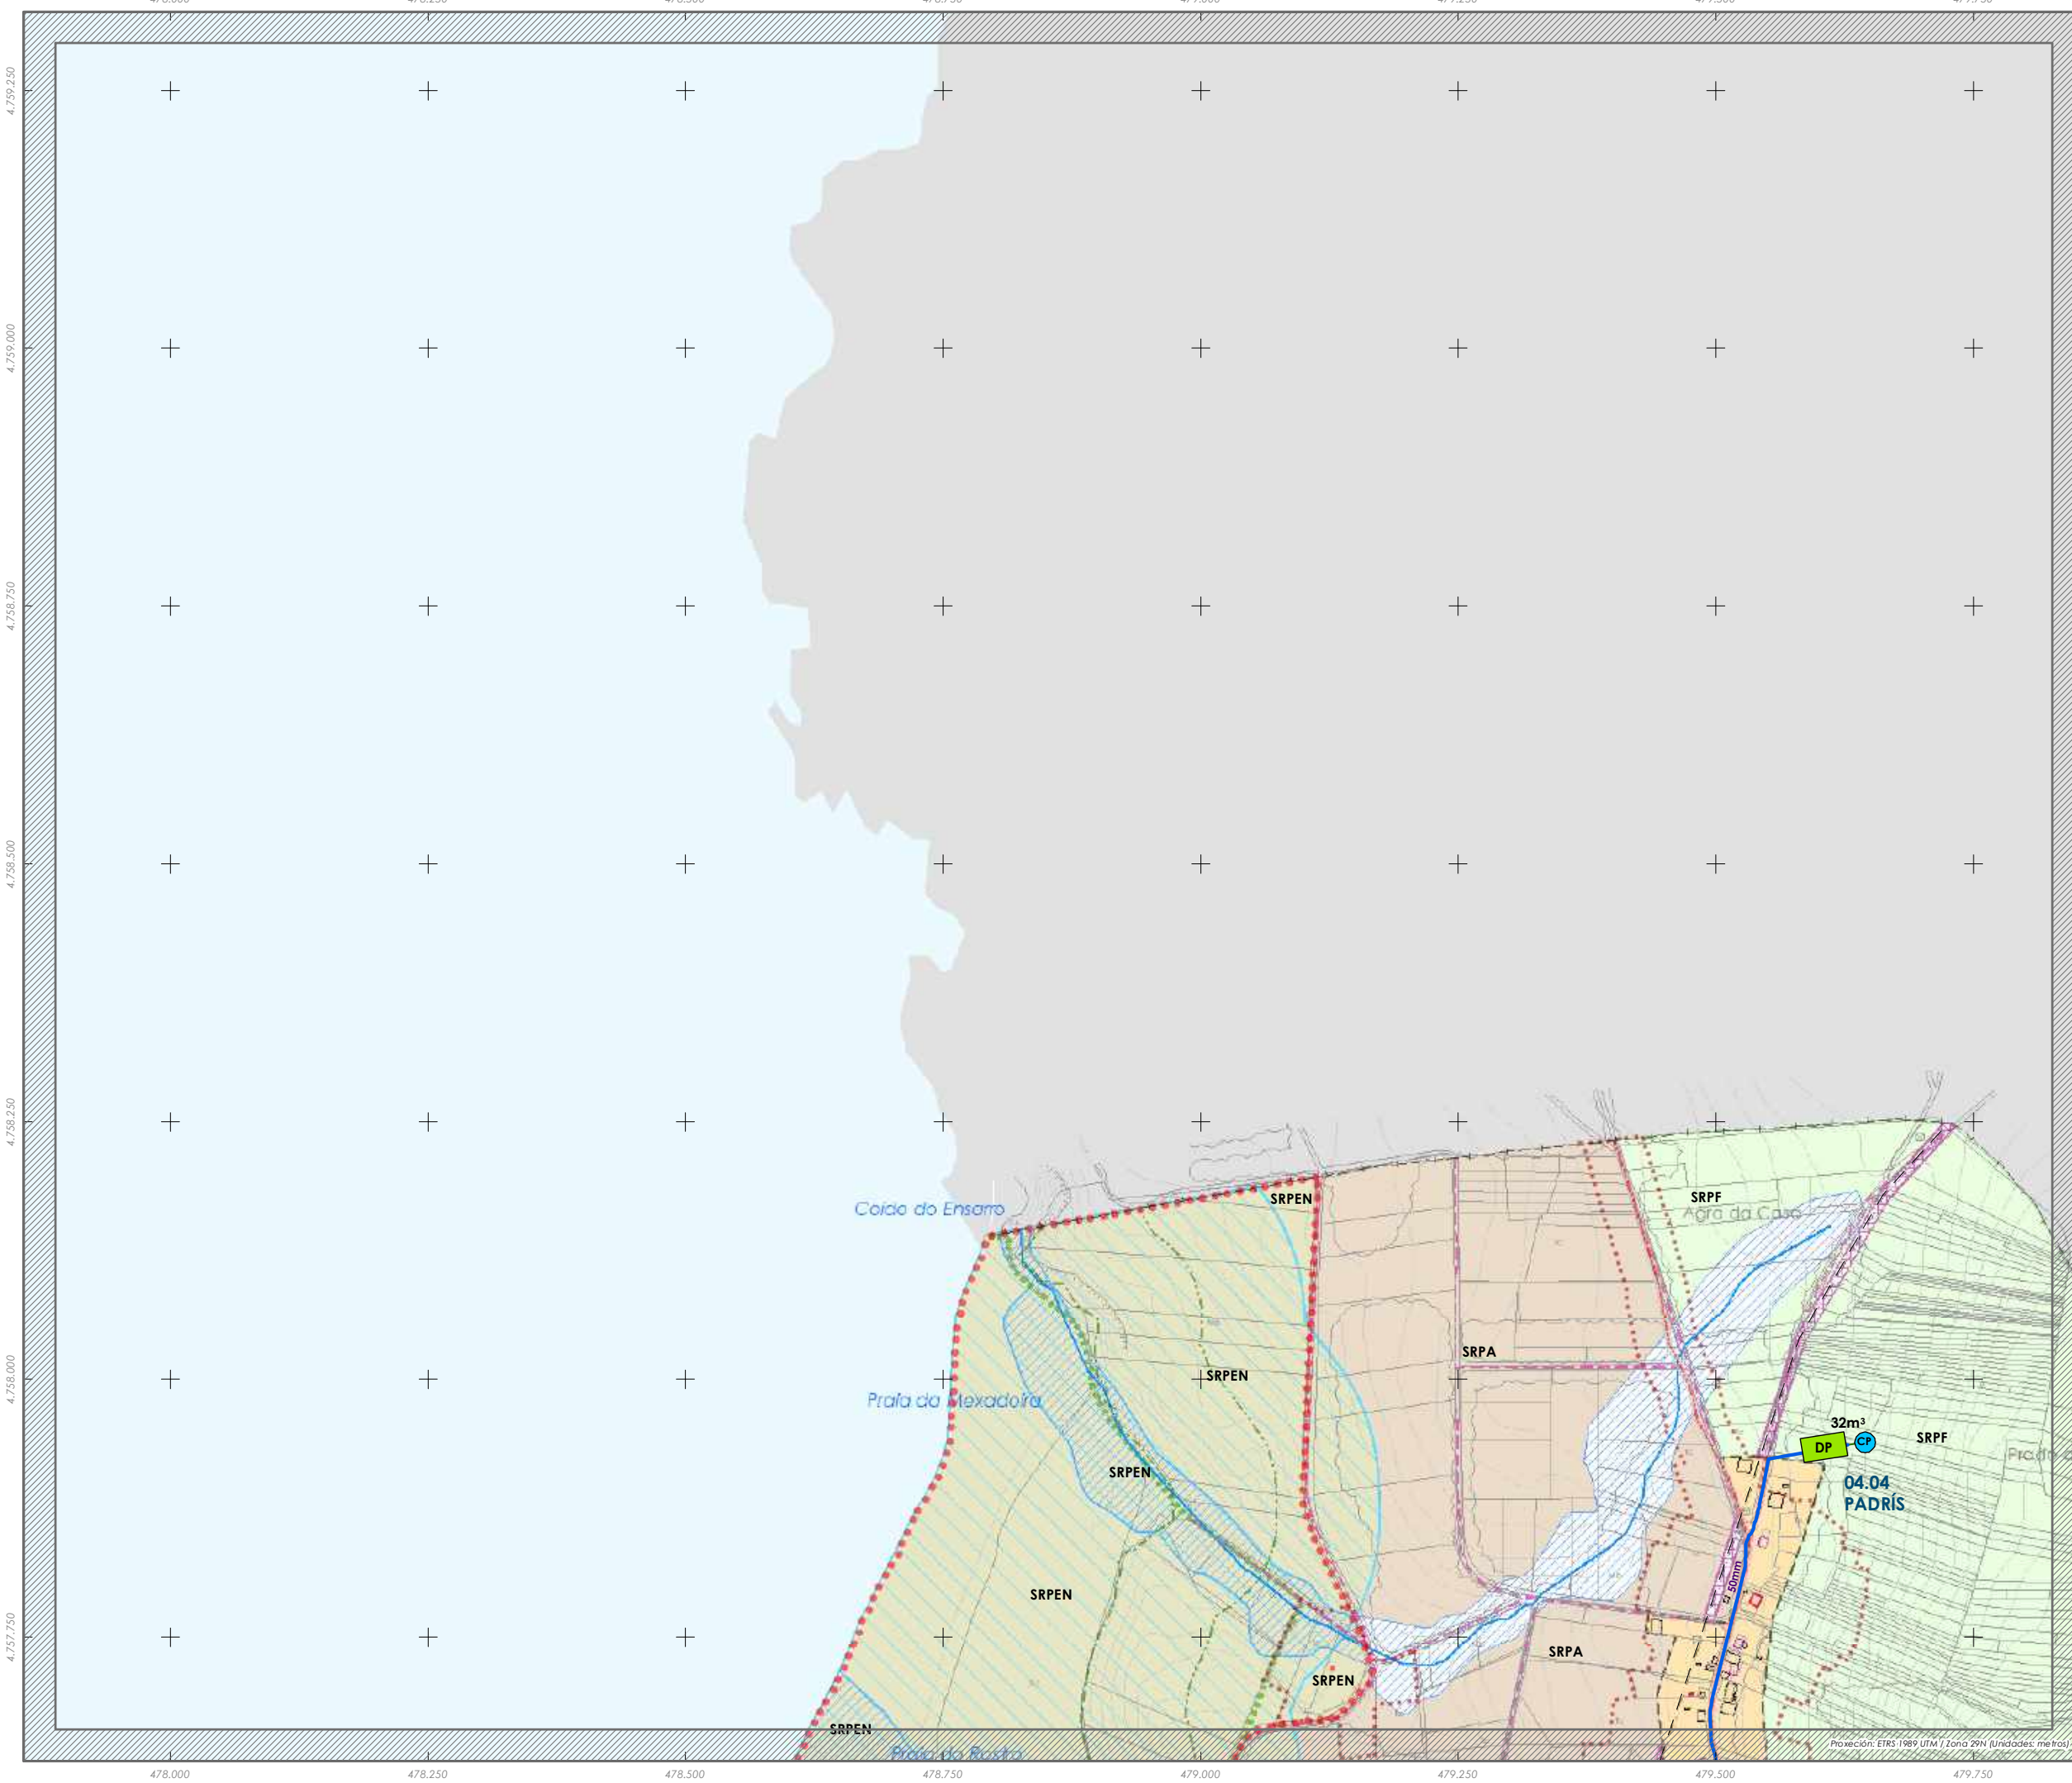 4.759.250
4.759.000
4.758.750
4.758.500
4.758.250
Coido do Ensarro
SRPEN
SRPF
Agra da Casa
SRPA
4.758.000
SRPEN
Praia da Mexadoira
32m³
DP
CP
SRPF
SRPEN
04.04
PADRÍS
50mm
SRPEN
4.757.750
SRPA
SRPEN
SRPEN
Praia do Rostro
Proxección: ETRS 1989 UTM / Zona 29N (Unidades: metros)
478.000
478.250
478.500
478.750
479.000
479.250
479.500
479.750